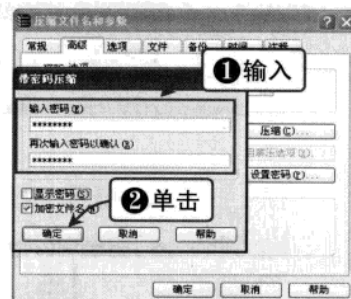 压缩文件名和参数
常规 高级 选项 文件 备份 时间 注释
带密码压缩
❶输入
输入密码(E)
********
再次输入密码以确认(R)
********
压缩(C)...
设置密码(P)...
显示密码(S)
加密文件名
❷单击
确定 取消 帮助
确定 取消 帮助